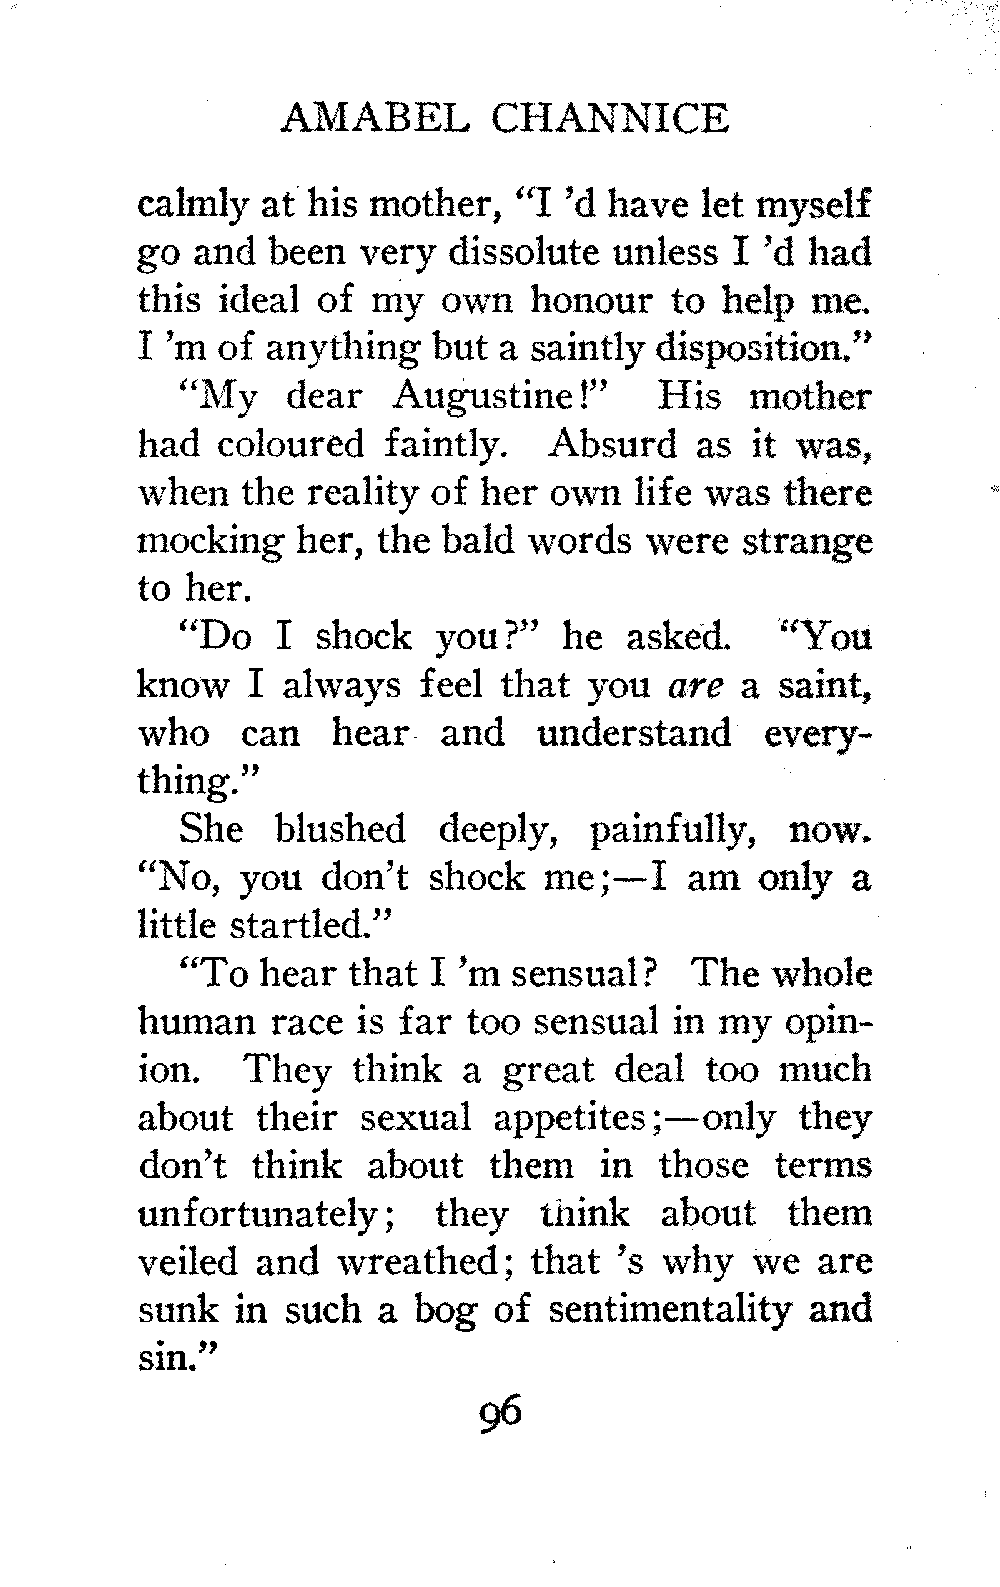 AMABEL CHANNICE
calmly at his mother, “I ’d have let myself
go and been very dissolute unless I ’d had
this ideal of my own honour to help me.
I ’m of anything but a saintly disposition.”
“My dear Augustine!” His mother
had coloured faintly. Absurd as it was,
when the reality of her own life was there
mocking her, the bald words were strange
to her.
“Do I shock you?” he asked. “You
know I always feel that you are a saint,
who can hear and understand every-
thing.”
She blushed deeply, painfully, now.
“No, you don’t shock me;—I am only a
little startled.”
“To hear that I ’m sensual? The whole
human race is far too sensual in my opin-
ion. They think a great deal too much
about their sexual appetites;—only they
don’t think about them in those terms
unfortunately; they think about them
veiled and wreathed; that ’s why we are
sunk in such a bog of sentimentality and
sin.”
96